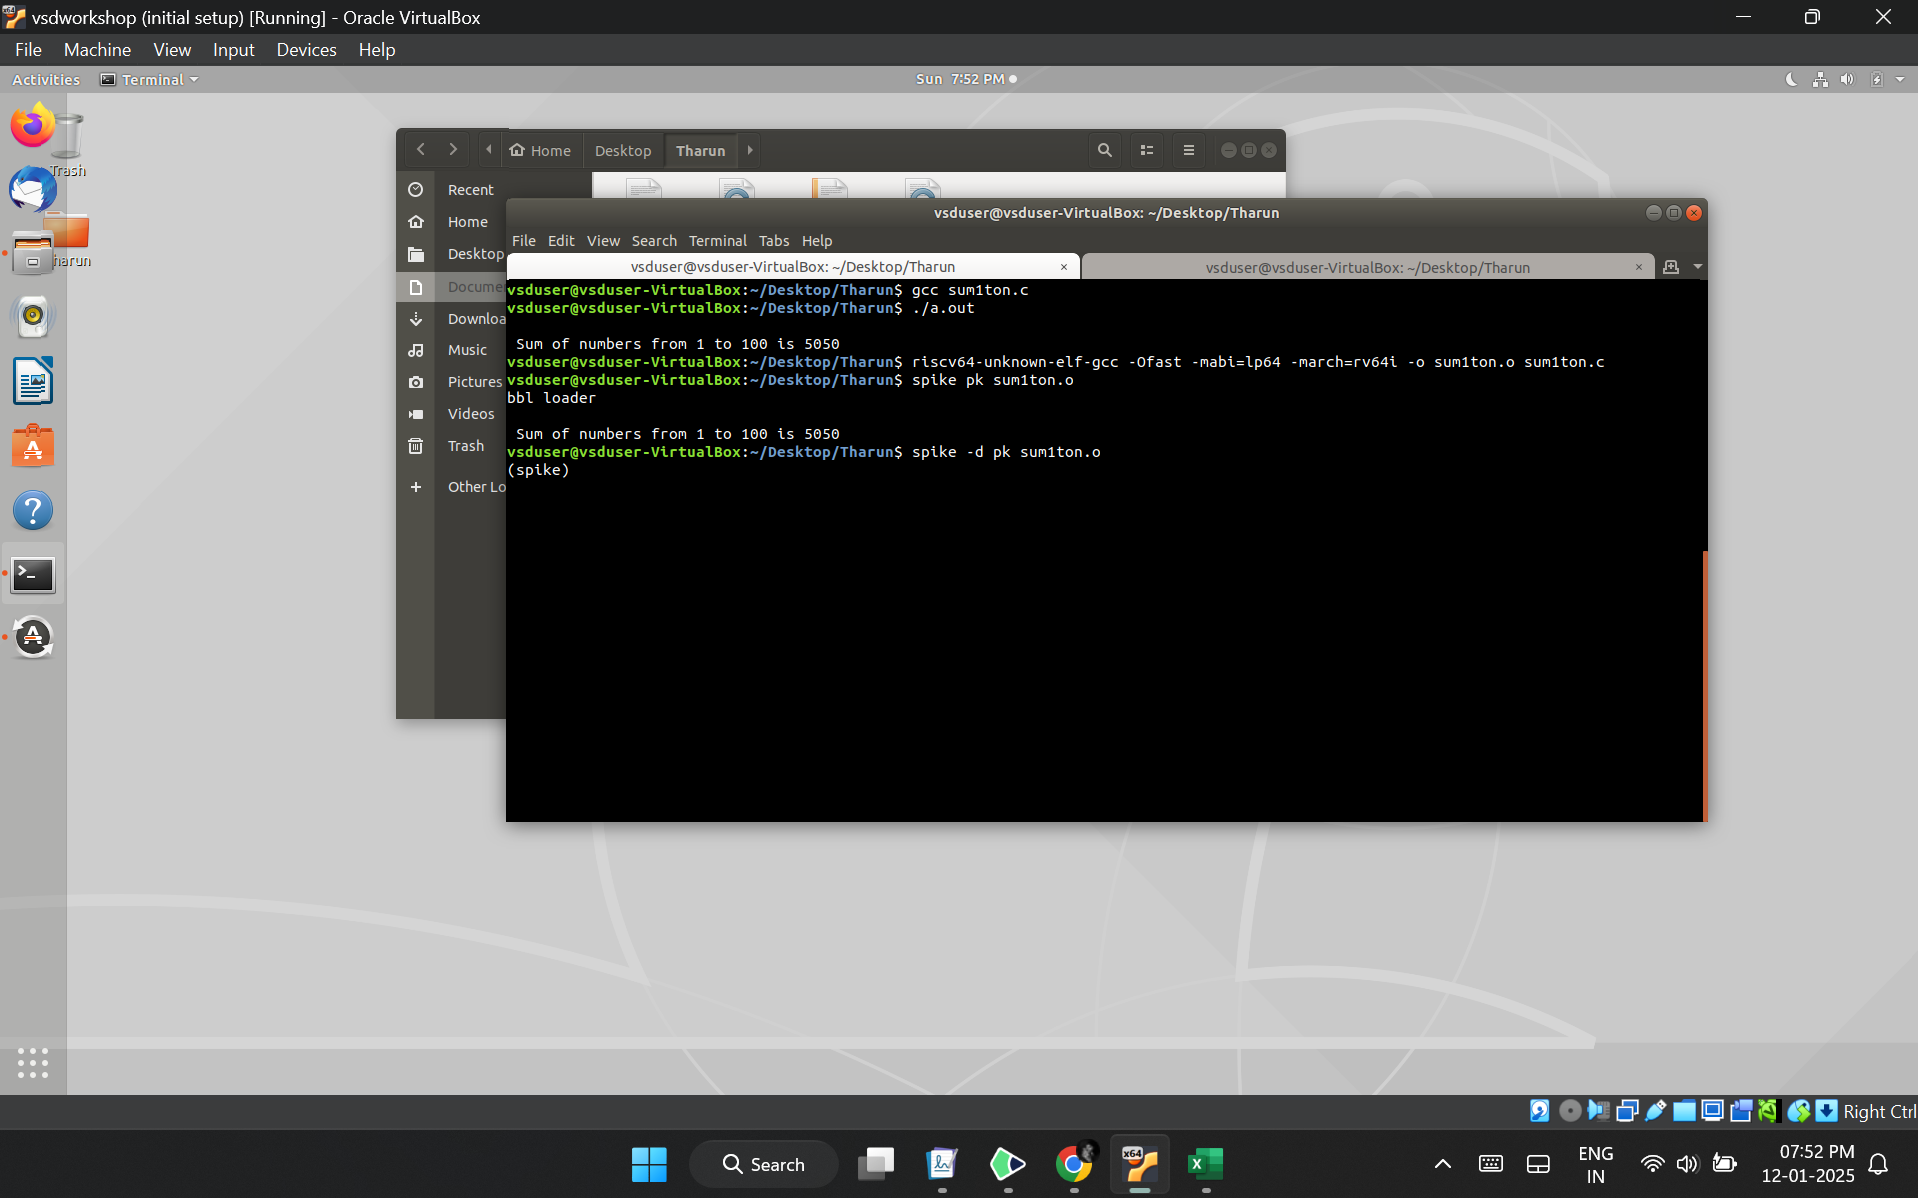 vsdworkshop (initial setup) [Running] - Oracle VirtualBox
File Machine View Input Devices Help
Activities Terminal Sun 7:52 PM
Trash
harun
Home Desktop Tharun
Recent
Home
Desktop
Docume
Downloa
Music
Pictures
Videos
Trash
Other Lo
vsduser@vsduser-VirtualBox: ~/Desktop/Tharun
File Edit View Search Terminal Tabs Help
vsduser@vsduser-VirtualBox: ~/Desktop/Tharun × vsduser@vsduser-VirtualBox: ~/Desktop/Tharun ×
vsduser@vsduser-VirtualBox:~/Desktop/Tharun$ gcc sum1ton.c
vsduser@vsduser-VirtualBox:~/Desktop/Tharun$ ./a.out
Sum of numbers from 1 to 100 is 5050
vsduser@vsduser-VirtualBox:~/Desktop/Tharun$ riscv64-unknown-elf-gcc -Ofast -mabi=lp64 -march=rv64i -o sum1ton.o sum1ton.c
vsduser@vsduser-VirtualBox:~/Desktop/Tharun$ spike pk sum1ton.o
bbl loader
Sum of numbers from 1 to 100 is 5050
vsduser@vsduser-VirtualBox:~/Desktop/Tharun$ spike -d pk sum1ton.o
(spike)
Right Ctrl
Search
x64
ENG
IN
07:52 PM
12-01-2025